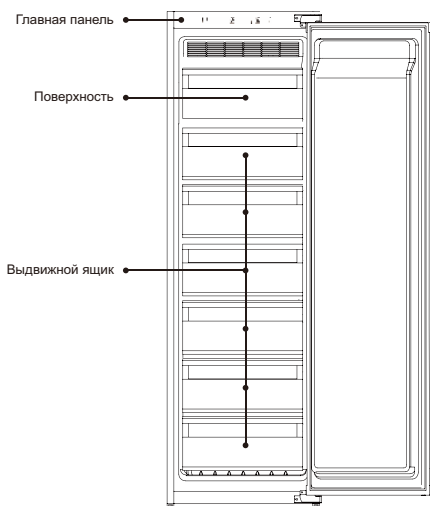 Главная панель
Поверхность
Выдвижной ящик